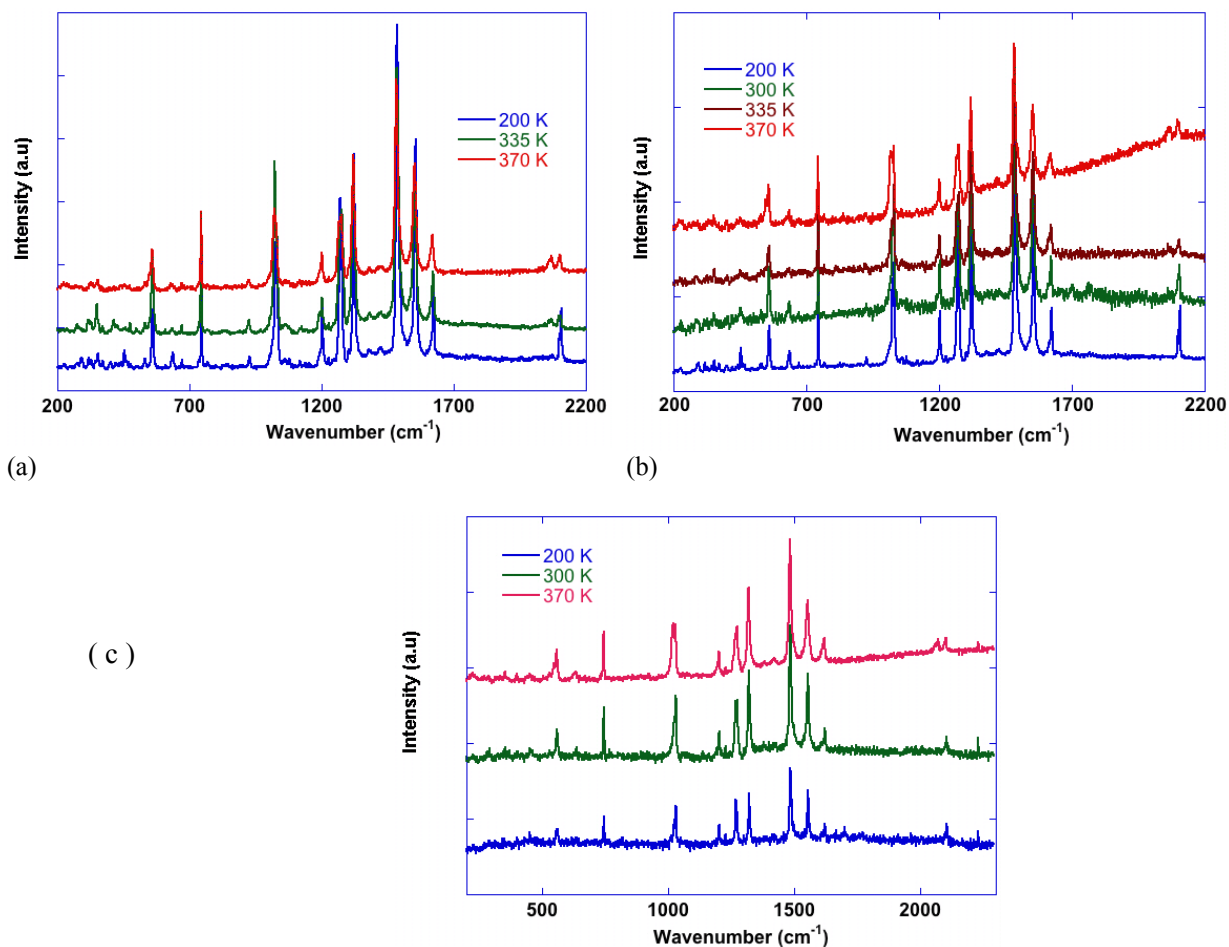 Intensity (a.u)
200 K
335 K
370 K
200
700
1200
1700
2200
Wavenumber (cm-1)
(a)
Intensity (a.u)
200 K
300 K
335 K
370 K
200
700
1200
1700
2200
Wavenumber (cm-1)
(b)
( c )
Intensity (a.u)
200 K
300 K
370 K
500
1000
1500
2000
Wavenumber (cm-1)